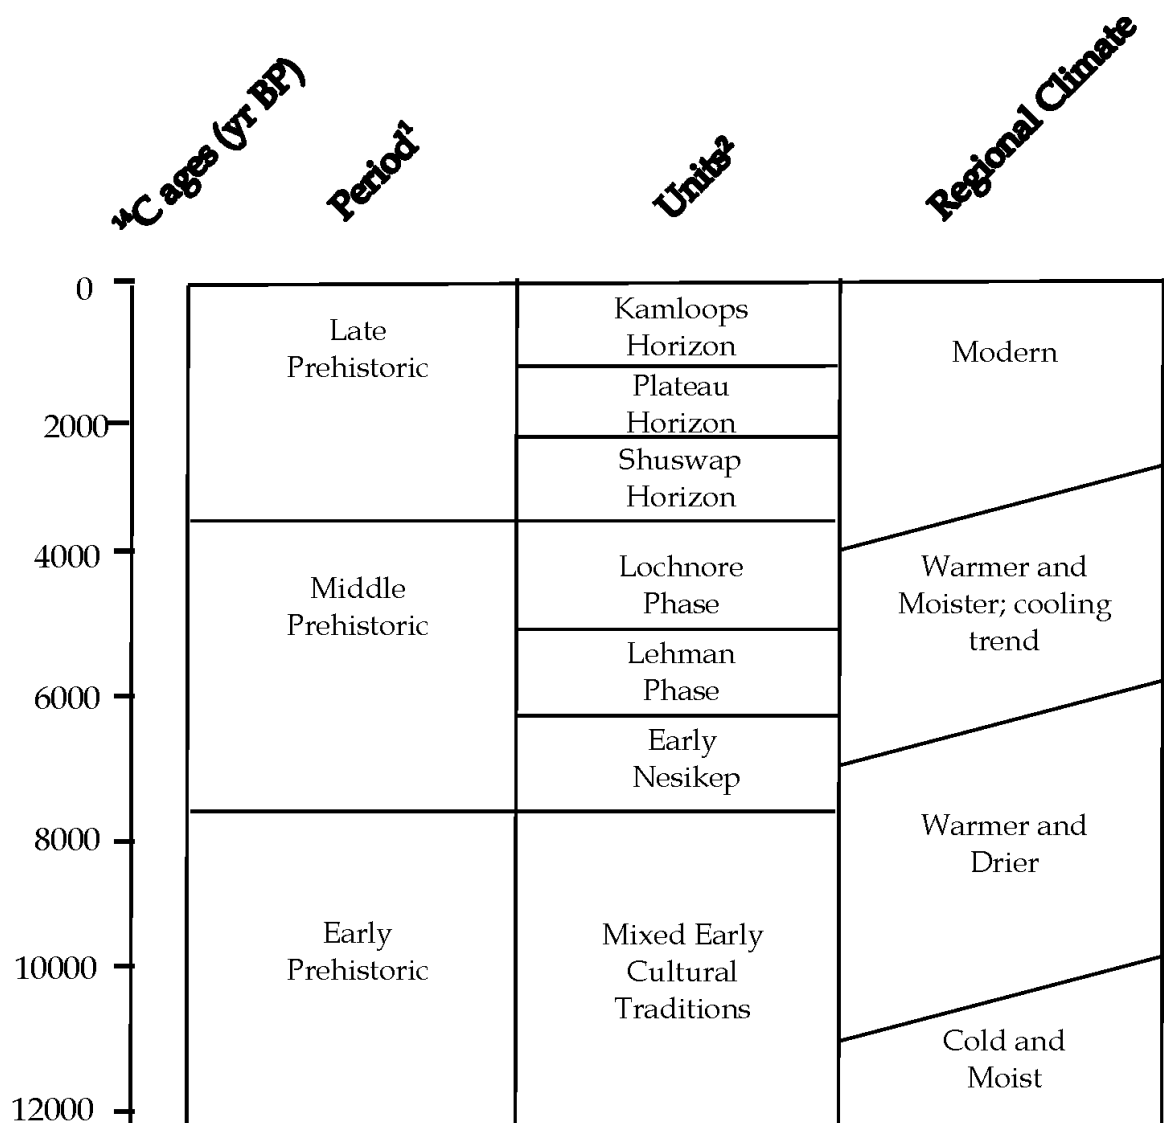 ¹⁴C ages (yr BP)
Period¹
Units²
Regional Climate
0
2000
4000
6000
8000
10000
12000
Late
Prehistoric
Middle
Prehistoric
Early
Prehistoric
Kamloops
Horizon
Plateau
Horizon
Shuswap
Horizon
Lochnore
Phase
Lehman
Phase
Early
Nesikep
Mixed Early
Cultural
Traditions
Modern
Warmer and
Moister; cooling
trend
Warmer and
Drier
Cold and
Moist